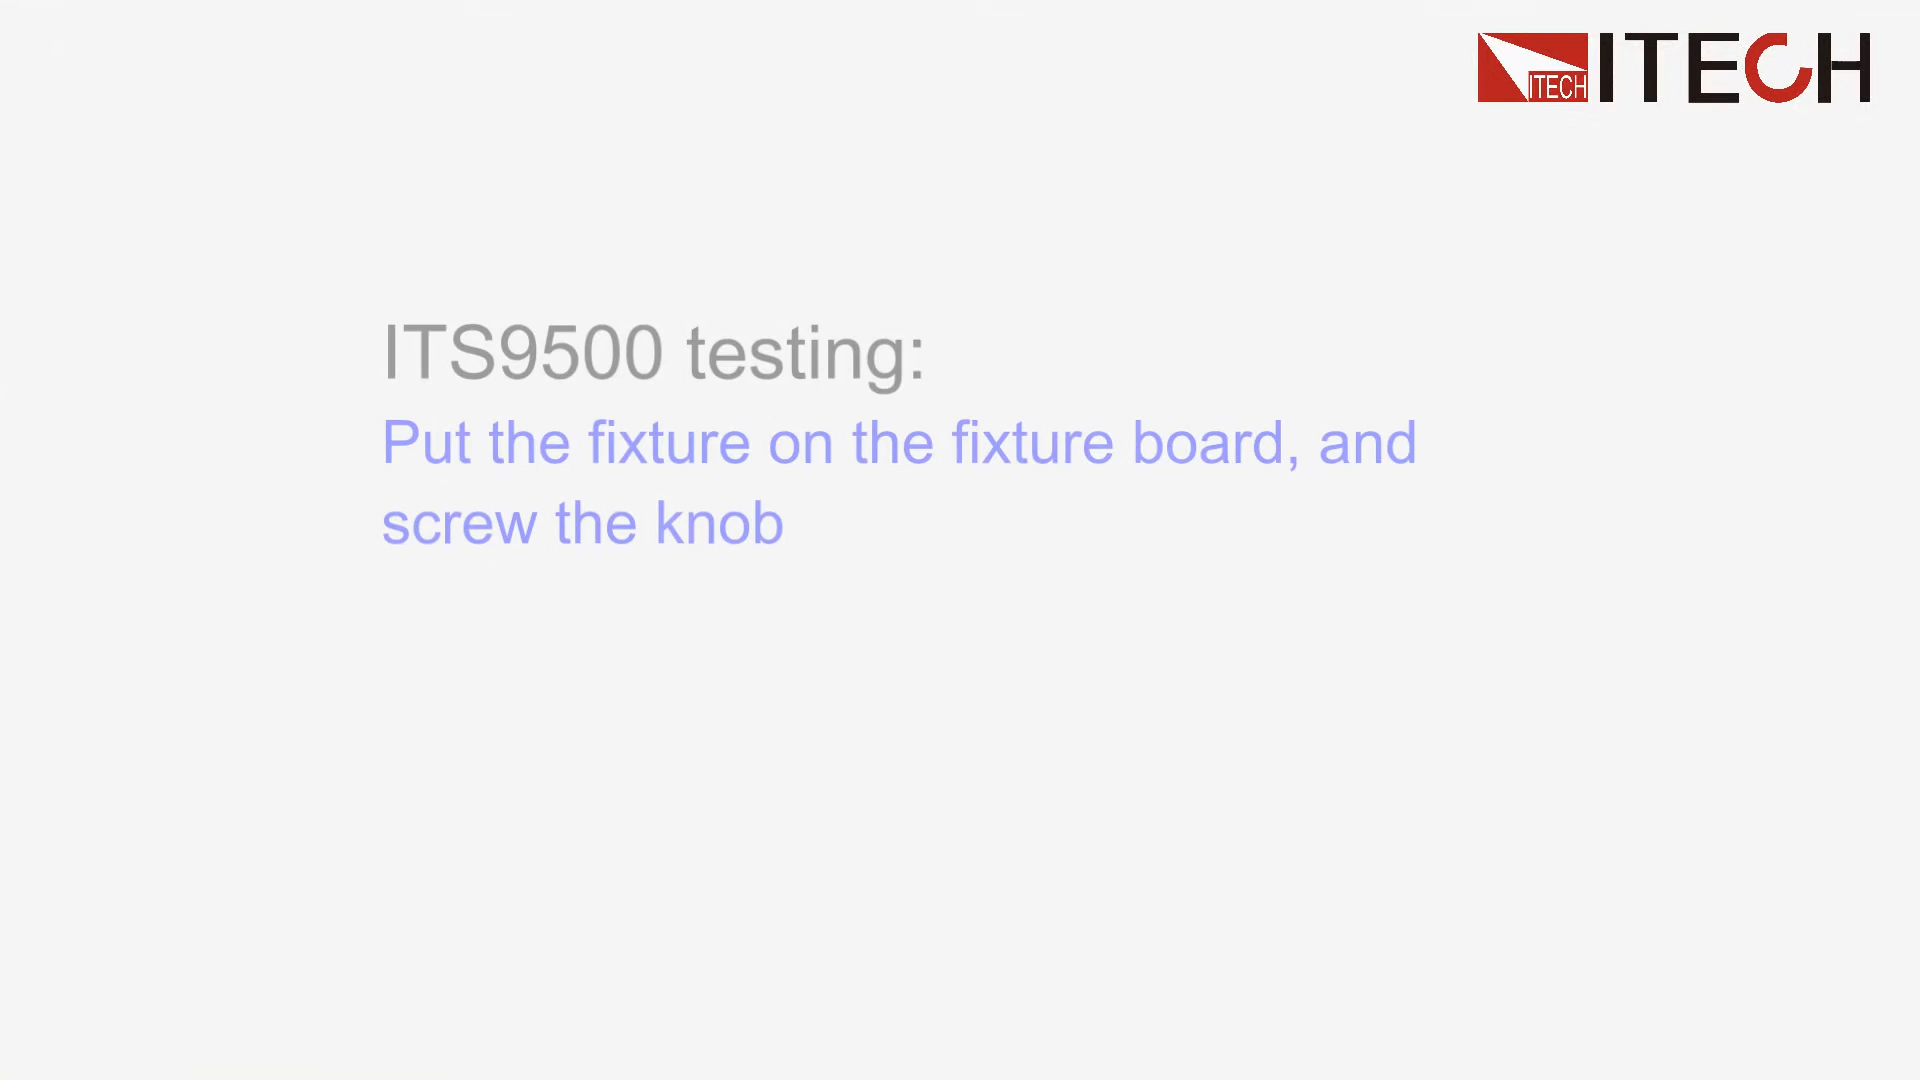 ITECH ITECH
ITS9500 testing:
Put the fixture on the fixture board, and
screw the knob